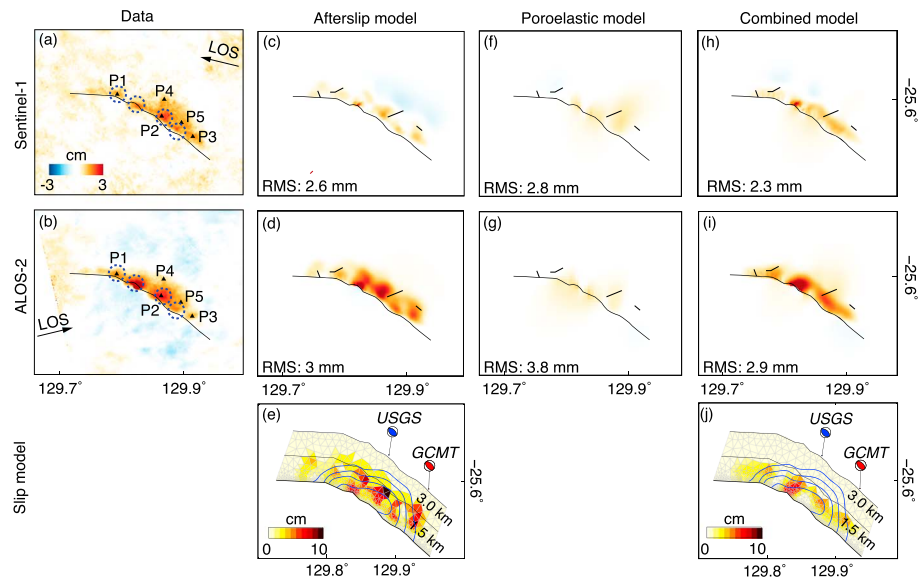 Data
Afterslip model
Poroelastic model
Combined model
Sentinel-1
(a)
LOS
P1
P4
P5
P2
P3
cm
-3
3
(c)
RMS: 2.6 mm
(f)
RMS: 2.8 mm
(h)
RMS: 2.3 mm
-25.6°
ALOS-2
(b)
P1
P4
P5
P2
P3
LOS
129.7°
129.9°
(d)
RMS: 3 mm
129.7°
129.9°
(g)
RMS: 3.8 mm
129.7°
129.9°
(i)
RMS: 2.9 mm
129.7°
129.9°
-25.6°
Slip model
(e)
USGS
GCMT
3.0 km
1.5 km
cm
0
10
129.8°
129.9°
-25.6°
(j)
USGS
GCMT
3.0 km
1.5 km
cm
0
10
129.8°
129.9°
-25.6°